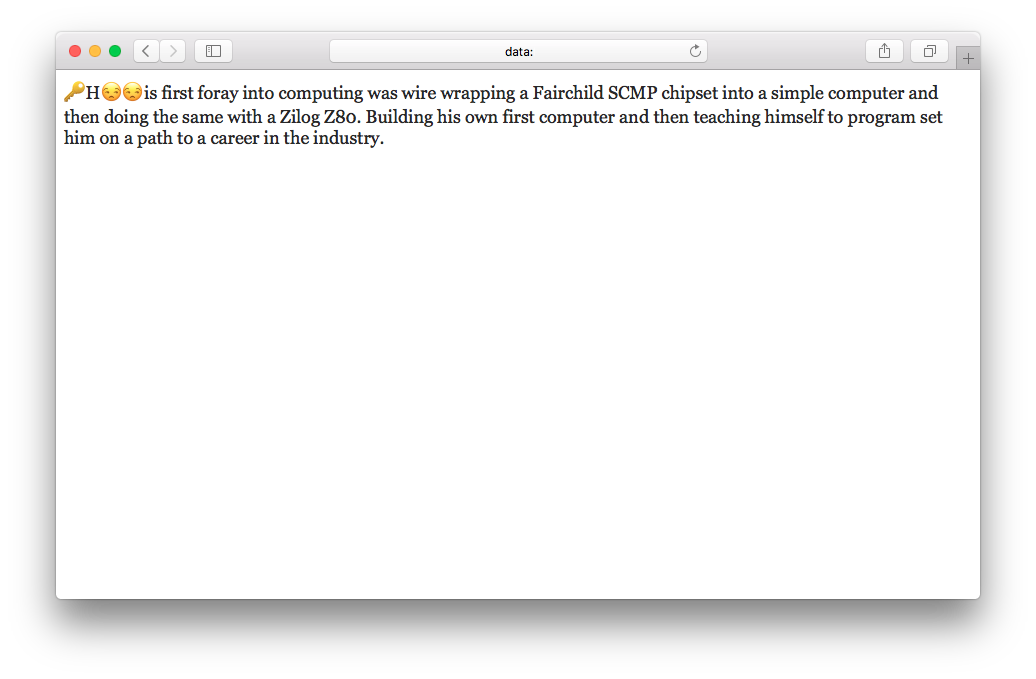 data:
🔑H😒😒is first foray into computing was wire wrapping a Fairchild SCMP chipset into a simple computer and
then doing the same with a Zilog Z80. Building his own first computer and then teaching himself to program set
him on a path to a career in the industry.